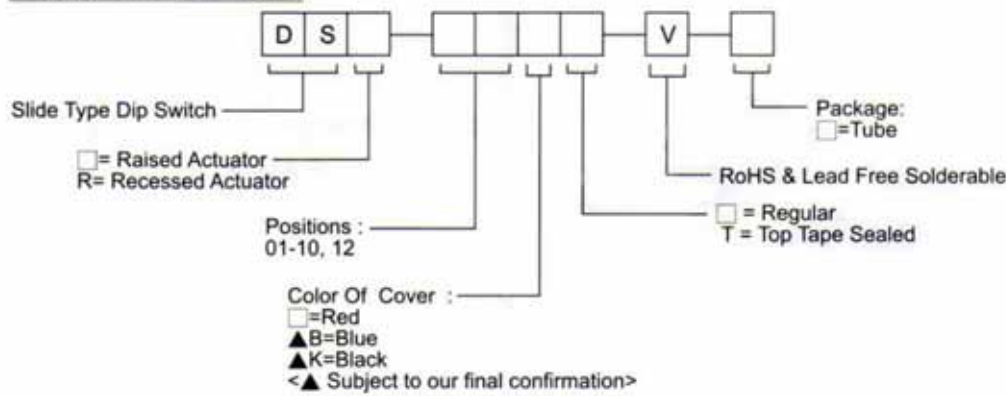 D S V
Slide Type Dip Switch
Package:
□=Tube
□= Raised Actuator
R= Recessed Actuator
RoHS & Lead Free Solderable
□ = Regular
T = Top Tape Sealed
Positions :
01-10, 12
Color Of Cover :
□=Red
▲B=Blue
▲K=Black
<▲ Subject to our final confirmation>